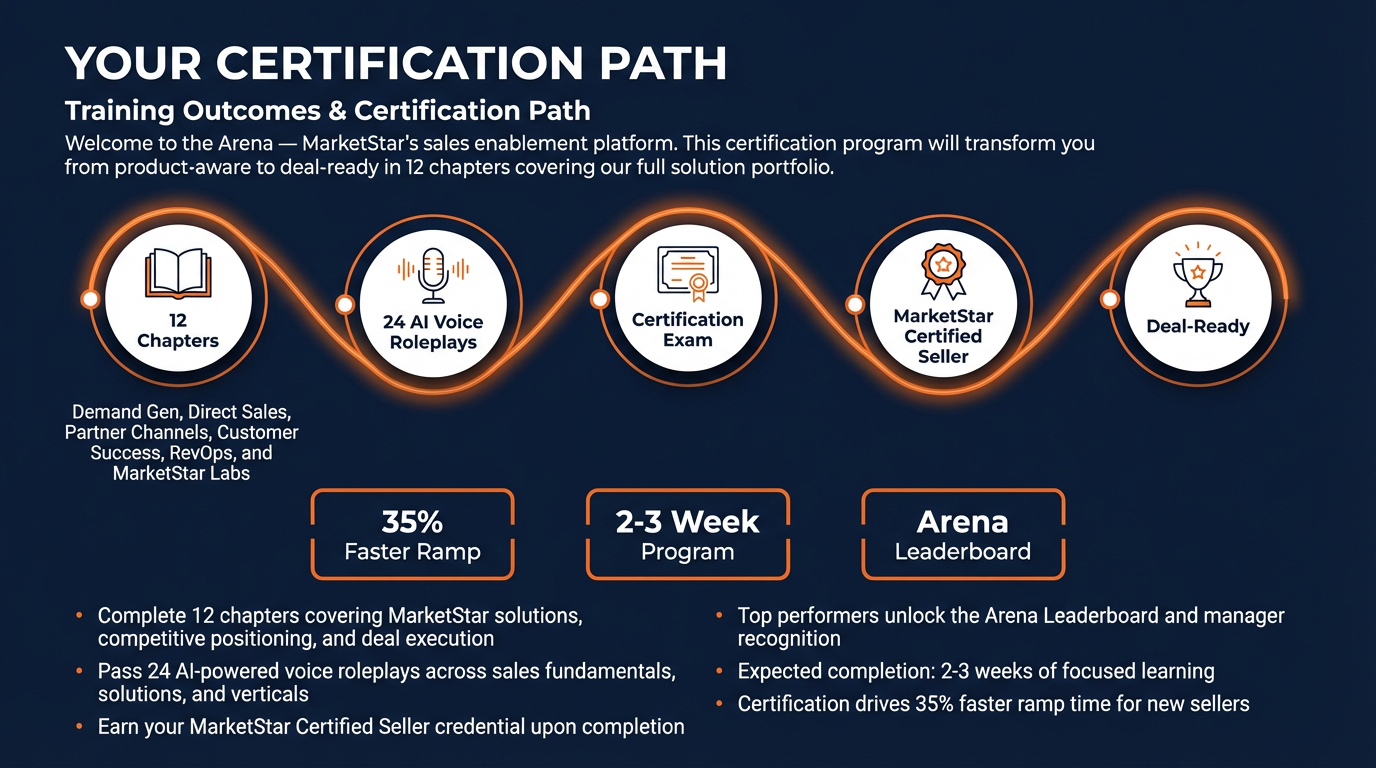 YOUR CERTIFICATION PATH
Training Outcomes & Certification Path
Welcome to the Arena — MarketStar's sales enablement platform. This certification program will transform you
from product-aware to deal-ready in 12 chapters covering our full solution portfolio.
12
Chapters
24 AI Voice
Roleplays
Certification
Exam
MarketStar
Certified
Seller
Deal-Ready
Demand Gen, Direct Sales,
Partner Channels, Customer
Success, RevOps, and
MarketStar Labs
35%
Faster Ramp
2-3 Week
Program
Arena
Leaderboard
• Complete 12 chapters covering MarketStar solutions,
competitive positioning, and deal execution
• Pass 24 AI-powered voice roleplays across sales fundamentals,
solutions, and verticals
• Earn your MarketStar Certified Seller credential upon completion
• Top performers unlock the Arena Leaderboard and manager
recognition
• Expected completion: 2-3 weeks of focused learning
• Certification drives 35% faster ramp time for new sellers